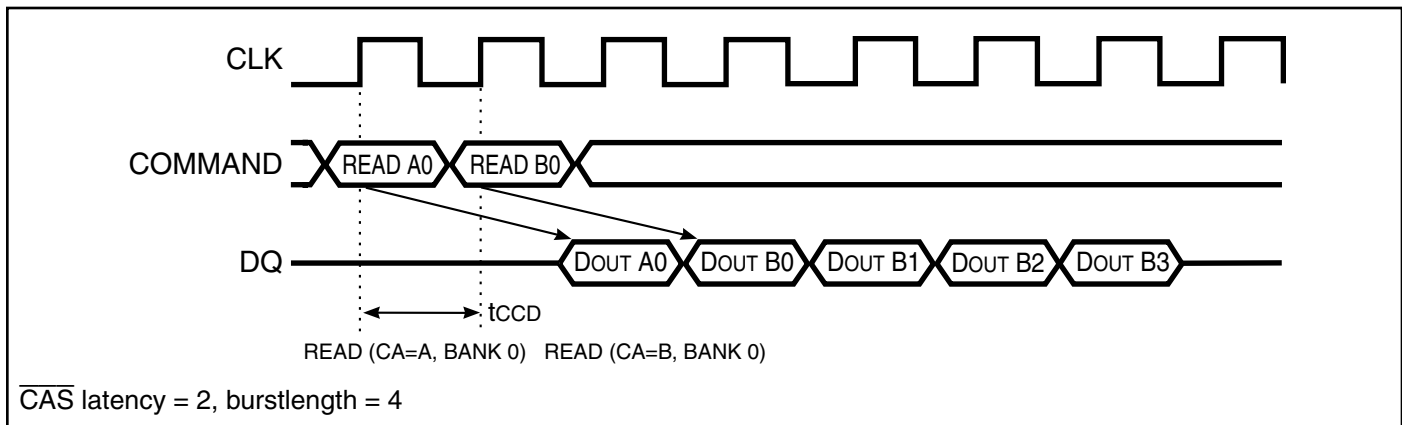 CLK
COMMAND READ A0 READ B0
DQ DOUT A0 DOUT B0 DOUT B1 DOUT B2 DOUT B3
tCCD
READ (CA=A, BANK 0) READ (CA=B, BANK 0)
CAS latency = 2, burstlength = 4